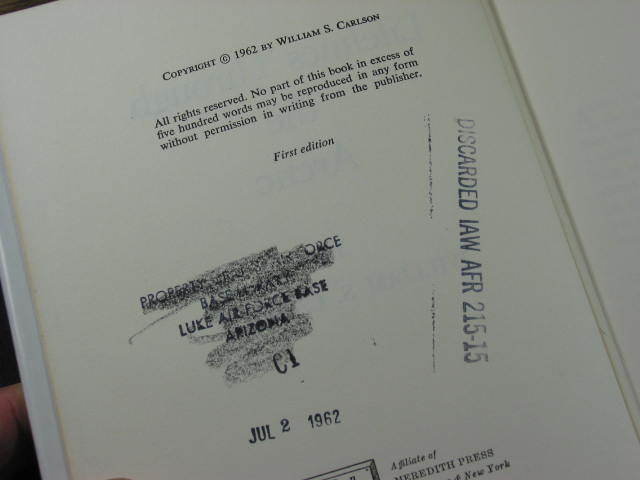 COPYRIGHT © 1962 BY WILLIAM S. CARLSON
All rights reserved. No part of this book in excess of
five hundred words may be reproduced in any form
without permission in writing from the publisher.
First edition
DISCARDED IAW AFR 215-15
PROPERTY FORCE
BASE
LUKE AIR FORCE BASE
ARIZONA
C1
JUL 2 1962
Affiliate of
MEREDITH PRESS
& New York